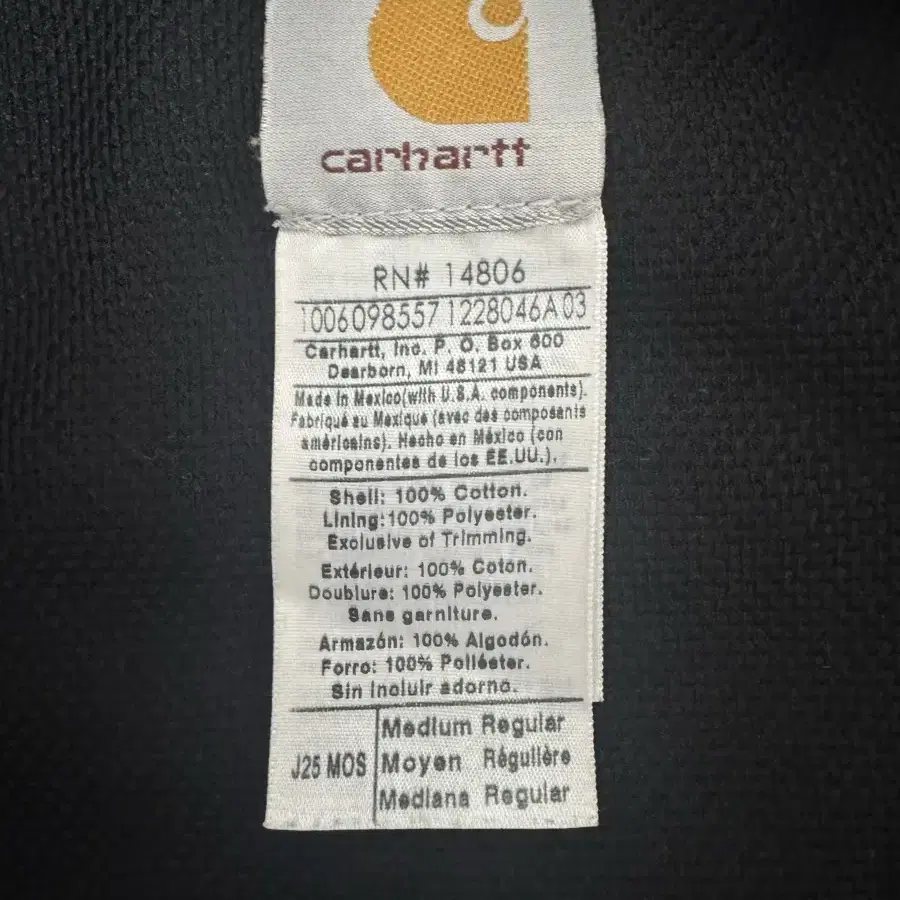 carhartt
RN# 14806
1006098557 1228046A 03
Carhartt, Inc. P. O. Box 600
Dearborn, MI 48121 USA
Made in Mexico(with U.S.A. components).
Fabriqué au Mexique (avec des composants
américains). Hecho en México (con
componentes de los EE.UU.).
Shell: 100% Cotton.
Lining:100% Polyester.
Exclusive of Trimming.
Extérieur: 100% Coton.
Doublure: 100% Polyester.
Sans garniture.
Armazón: 100% Algodón.
Forro: 100% Poliéster.
Sin Incluir adorno.
J25 MOS
Medium Regular
Moyen Régulière
Mediana Regular